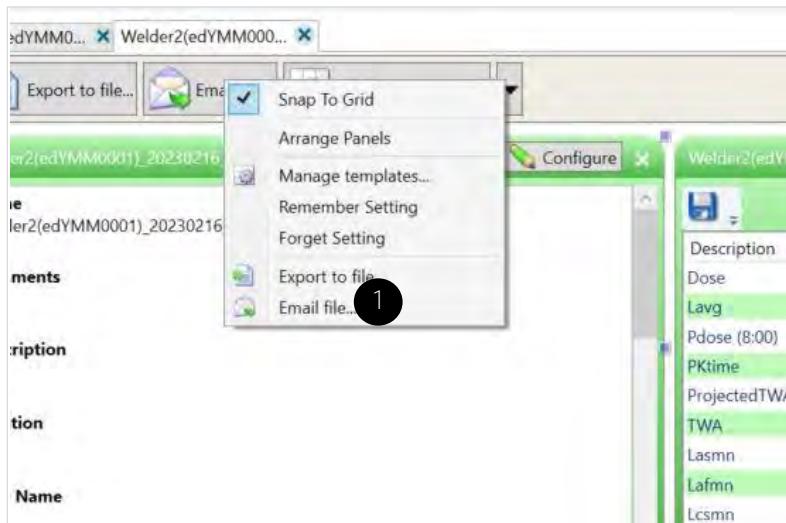 edYMM0... Welder2(edYMM000...
Export to file... Ema
Snap To Grid
Arrange Panels
Manage templates...
Remember Setting
Forget Setting
Export to file
Email file...
1
er2(edYMM0001)_20230216
Configure
Welder2(edY
e
ler2(edYMM0001)_20230216
ments
ription
tion
Name
Description
Dose
Lavg
Pdose (8:00)
PKtime
ProjectedTWA
TWA
Lasmn
Lafmn
Lcsmn